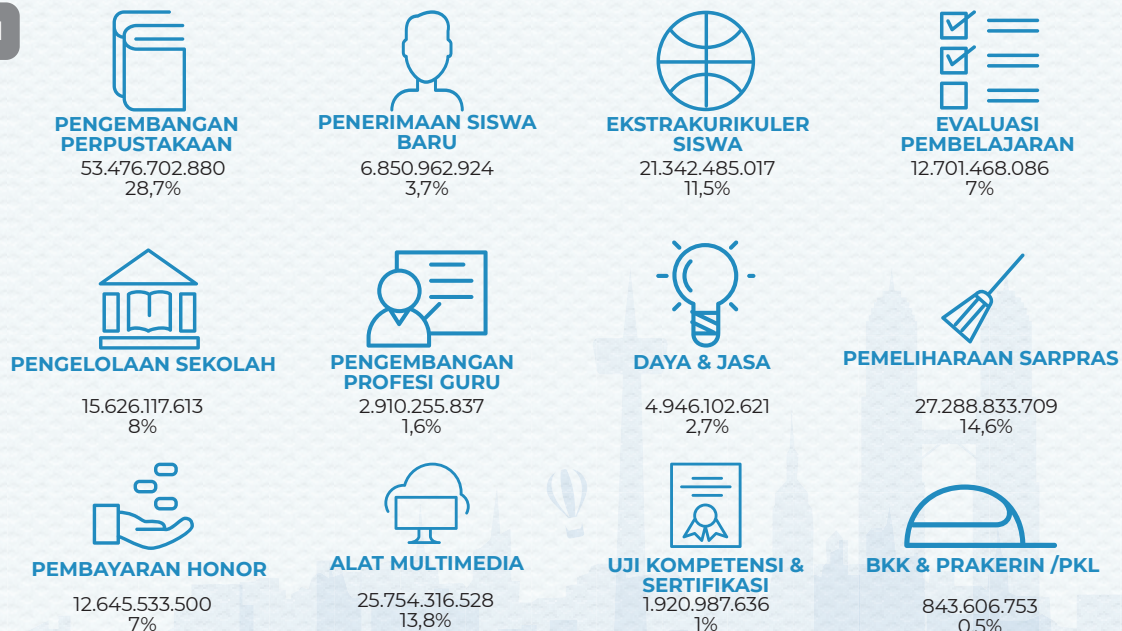 PENGEMBANGAN
PERPUSTAKAAN
53.476.702.880
28,7%
PENERIMAAN SISWA
BARU
6.850.962.924
3,7%
EKSTRAKURIKULER
SISWA
21.342.485.017
11,5%
EVALUASI
PEMBELAJARAN
12.701.468.086
7%
PENGELOLAAN SEKOLAH
15.626.117.613
8%
PENGEMBANGAN
PROFESI GURU
2.910.255.837
1,6%
DAYA & JASA
4.946.102.621
2,7%
PEMELIHARAAN SARPRAS
27.288.833.709
14,6%
PEMBAYARAN HONOR
12.645.533.500
7%
ALAT MULTIMEDIA
25.754.316.528
13,8%
UJI KOMPETENSI &
SERTIFIKASI
1.920.987.636
1%
BKK & PRAKERIN /PKL
843.606.753
0,5%